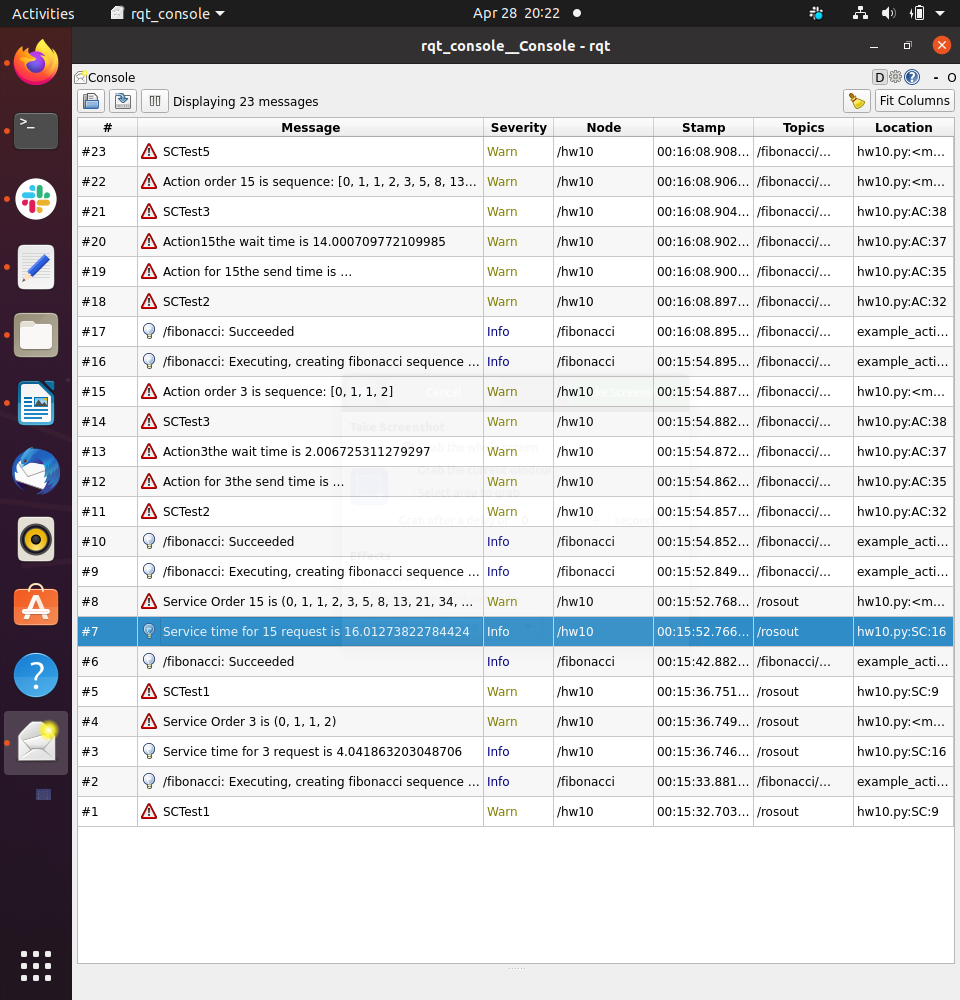 Activities rqt_console Apr 28 20:22
rqt_console__Console - rqt
Console D - O
Displaying 23 messages Fit Columns
# Message Severity Node Stamp Topics Location
#23 SCTest5 Warn /hw10 00:16:08.908... /fibonacci/... hw10.py:<m...
#22 Action order 15 is sequence: [0, 1, 1, 2, 3, 5, 8, 13... Warn /hw10 00:16:08.906... /fibonacci/... hw10.py:<m...
#21 SCTest3 Warn /hw10 00:16:08.904... /fibonacci/... hw10.py:AC:38
#20 Action15the wait time is 14.000709772109985 Warn /hw10 00:16:08.902... /fibonacci/... hw10.py:AC:37
#19 Action for 15the send time is ... Warn /hw10 00:16:08.900... /fibonacci/... hw10.py:AC:35
#18 SCTest2 Warn /hw10 00:16:08.897... /fibonacci/... hw10.py:AC:32
#17 /fibonacci: Succeeded Info /fibonacci 00:16:08.895... /fibonacci/... example_acti...
#16 /fibonacci: Executing, creating fibonacci sequence ... Info /fibonacci 00:15:54.895... /fibonacci/... example_acti...
#15 Action order 3 is sequence: [0, 1, 1, 2] Warn /hw10 00:15:54.887... /fibonacci/... hw10.py:<m...
#14 SCTest3 Warn /hw10 00:15:54.882... /fibonacci/... hw10.py:AC:38
#13 Action3the wait time is 2.006725311279297 Warn /hw10 00:15:54.872... /fibonacci/... hw10.py:AC:37
#12 Action for 3the send time is ... Warn /hw10 00:15:54.862... /fibonacci/... hw10.py:AC:35
#11 SCTest2 Warn /hw10 00:15:54.857... /fibonacci/... hw10.py:AC:32
#10 /fibonacci: Succeeded Info /fibonacci 00:15:54.852... /fibonacci/... example_acti...
#9 /fibonacci: Executing, creating fibonacci sequence ... Info /fibonacci 00:15:52.849... /fibonacci/... example_acti...
#8 Service Order 15 is (0, 1, 1, 2, 3, 5, 8, 13, 21, 34, ... Warn /hw10 00:15:52.768... /rosout hw10.py:<m...
#7 Service time for 15 request is 16.01273822784424 Info /hw10 00:15:52.766... /rosout hw10.py:SC:16
#6 /fibonacci: Succeeded Info /fibonacci 00:15:42.882... /fibonacci/... example_acti...
#5 SCTest1 Warn /hw10 00:15:36.751... /rosout hw10.py:SC:9
#4 Service Order 3 is (0, 1, 1, 2) Warn /hw10 00:15:36.749... /rosout hw10.py:<m...
#3 Service time for 3 request is 4.041863203048706 Info /hw10 00:15:36.746... /rosout hw10.py:SC:16
#2 /fibonacci: Executing, creating fibonacci sequence ... Info /fibonacci 00:15:33.881... /fibonacci/... example_acti...
#1 SCTest1 Warn /hw10 00:15:32.703... /rosout hw10.py:SC:9